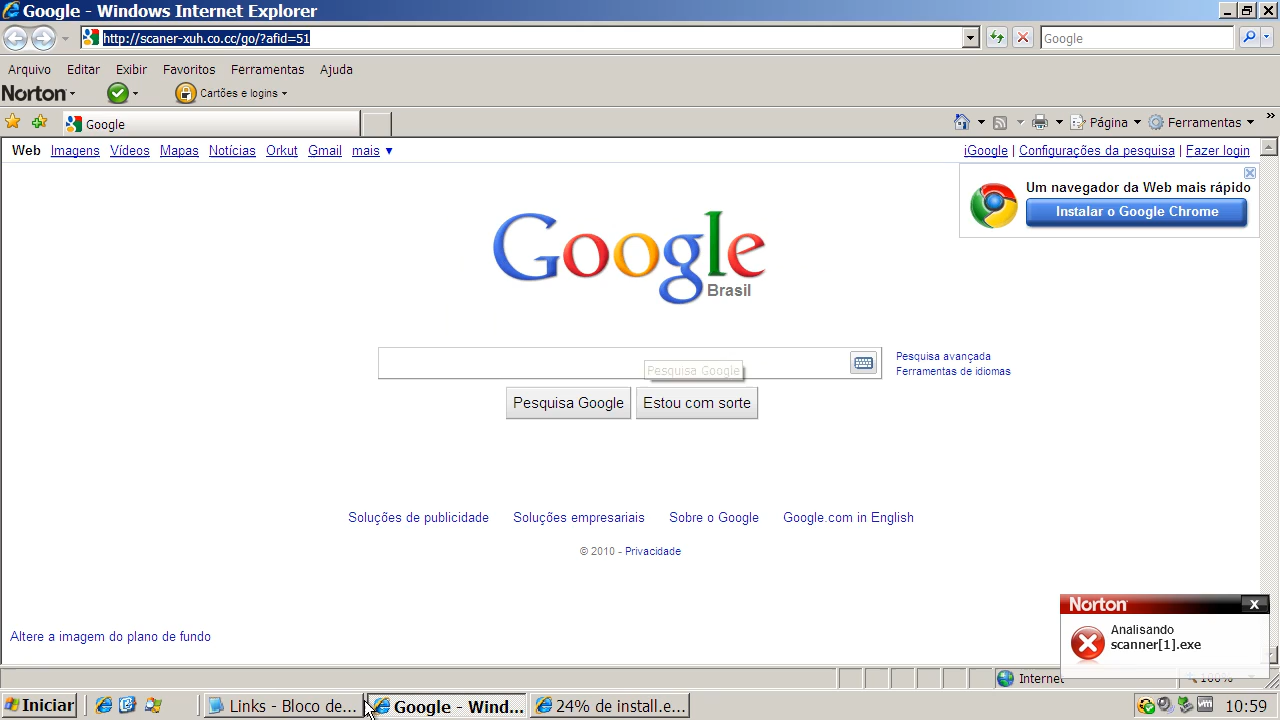 Google - Windows Internet Explorer
http://scaner-xuh.co.cc/go/?afid=51
Google
Arquivo Editar Exibir Favoritos Ferramentas Ajuda
Norton Cartões e logins
Google
Página Ferramentas »
Web Imagens Vídeos Mapas Notícias Orkut Gmail mais ▼
iGoogle | Configurações da pesquisa | Fazer login
Um navegador da Web mais rápido
Instalar o Google Chrome
Google
Brasil
Pesquisa avançada
Ferramentas de idiomas
Pesquisa Google
Pesquisa Google Estou com sorte
Soluções de publicidade Soluções empresariais Sobre o Google Google.com in English
© 2010 - Privacidade
Altere a imagem do plano de fundo
Norton
X
Analisando
scanner[1].exe
Internet 100%
Iniciar Links - Bloco de... Google - Wind... 24% de install.e... 10:59